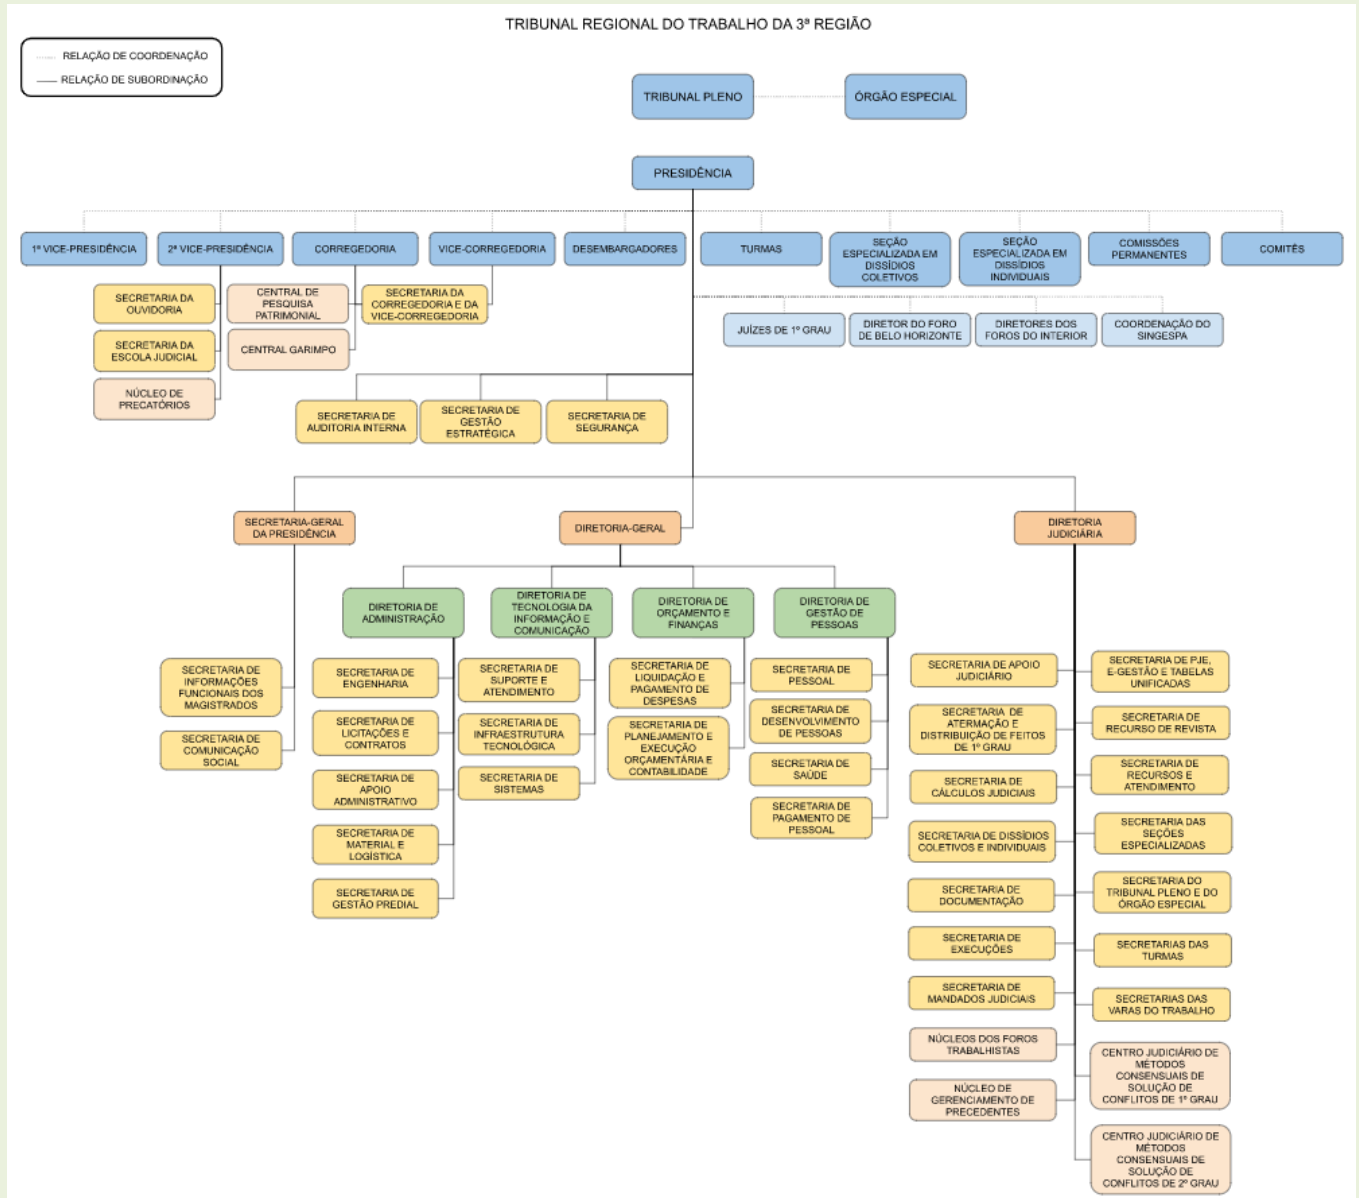 TRIBUNAL REGIONAL DO TRABALHO DA 3ª REGIÃO
RELAÇÃO DE COORDENAÇÃO
RELAÇÃO DE SUBORDINAÇÃO
TRIBUNAL PLENO
ÓRGÃO ESPECIAL
PRESIDÊNCIA
1ª VICE-PRESIDÊNCIA
2ª VICE-PRESIDÊNCIA
CORREGEDORIA
VICE-CORREGEDORIA
DESEMBARGADORES
TURMAS
SEÇÃO
ESPECIALIZADA EM
DISSÍDIOS
COLETIVOS
SEÇÃO
ESPECIALIZADA EM
DISSÍDIOS
INDIVIDUAIS
COMISSÕES
PERMANENTES
COMITÊS
SECRETARIA DA
OUVIDORIA
SECRETARIA DA
ESCOLA JUDICIAL
NÚCLEO DE
PRECATÓRIOS
CENTRAL DE
PESQUISA
PATRIMONIAL
CENTRAL GARIMPO
SECRETARIA DA
CORREGEDORIA E DA
VICE-CORREGEDORIA
JUÍZES DE 1º GRAU
DIRETOR DO FORO
DE BELO HORIZONTE
DIRETORES DOS
FOROS DO INTERIOR
COORDENAÇÃO DO
SINGESPA
SECRETARIA DE
AUDITORIA INTERNA
SECRETARIA DE
GESTÃO
ESTRATÉGICA
SECRETARIA DE
SEGURANÇA
SECRETARIA-GERAL
DA PRESIDÊNCIA
DIRETORIA-GERAL
DIRETORIA
JUDICIÁRIA
DIRETORIA DE
ADMINISTRAÇÃO
DIRETORIA DE
TECNOLOGIA DA
INFORMAÇÃO E
COMUNICAÇÃO
DIRETORIA DE
ORÇAMENTO E
FINANÇAS
DIRETORIA DE
GESTÃO DE
PESSOAS
SECRETARIA DE
INFORMAÇÕES
FUNCIONAIS DOS
MAGISTRADOS
SECRETARIA DE
COMUNICAÇÃO
SOCIAL
SECRETARIA DE
ENGENHARIA
SECRETARIA DE
LICITAÇÕES E
CONTRATOS
SECRETARIA DE
APOIO
ADMINISTRATIVO
SECRETARIA DE
MATERIAL E
LOGÍSTICA
SECRETARIA DE
GESTÃO PREDIAL
SECRETARIA DE
SUPORTE E
ATENDIMENTO
SECRETARIA DE
INFRAESTRUTURA
TECNOLÓGICA
SECRETARIA DE
SISTEMAS
SECRETARIA DE
LIQUIDAÇÃO E
PAGAMENTO DE
DESPESAS
SECRETARIA DE
PLANEJAMENTO E
EXECUÇÃO
ORÇAMENTÁRIA E
CONTABILIDADE
SECRETARIA DE
PESSOAL
SECRETARIA DE
DESENVOLVIMENTO
DE PESSOAS
SECRETARIA DE
SAÚDE
SECRETARIA DE
PAGAMENTO DE
PESSOAL
SECRETARIA DE APOIO
JUDICIÁRIO
SECRETARIA DE
ATERMAÇÃO E
DISTRIBUIÇÃO DE FEITOS
DE 1º GRAU
SECRETARIA DE
CÁLCULOS JUDICIAIS
SECRETARIA DE DISSÍDIOS
COLETIVOS E INDIVIDUAIS
SECRETARIA DE
DOCUMENTAÇÃO
SECRETARIA DE
EXECUÇÕES
SECRETARIA DE
MANDADOS JUDICIAIS
NÚCLEOS DOS FOROS
TRABALHISTAS
NÚCLEO DE
GERENCIAMENTO DE
PRECEDENTES
SECRETARIA DE PJE,
E-GESTÃO E TABELAS
UNIFICADAS
SECRETARIA DE
RECURSO DE REVISTA
SECRETARIA DE
RECURSOS E
ATENDIMENTO
SECRETARIA DAS
SEÇÕES
ESPECIALIZADAS
SECRETARIA DO
TRIBUNAL PLENO E DO
ÓRGÃO ESPECIAL
SECRETARIAS DAS
TURMAS
SECRETARIAS DAS
VARAS DO TRABALHO
CENTRO JUDICIÁRIO DE
MÉTODOS
CONSENSUAIS DE
SOLUÇÃO DE
CONFLITOS DE 1º GRAU
CENTRO JUDICIÁRIO DE
MÉTODOS
CONSENSUAIS DE
SOLUÇÃO DE
CONFLITOS DE 2º GRAU